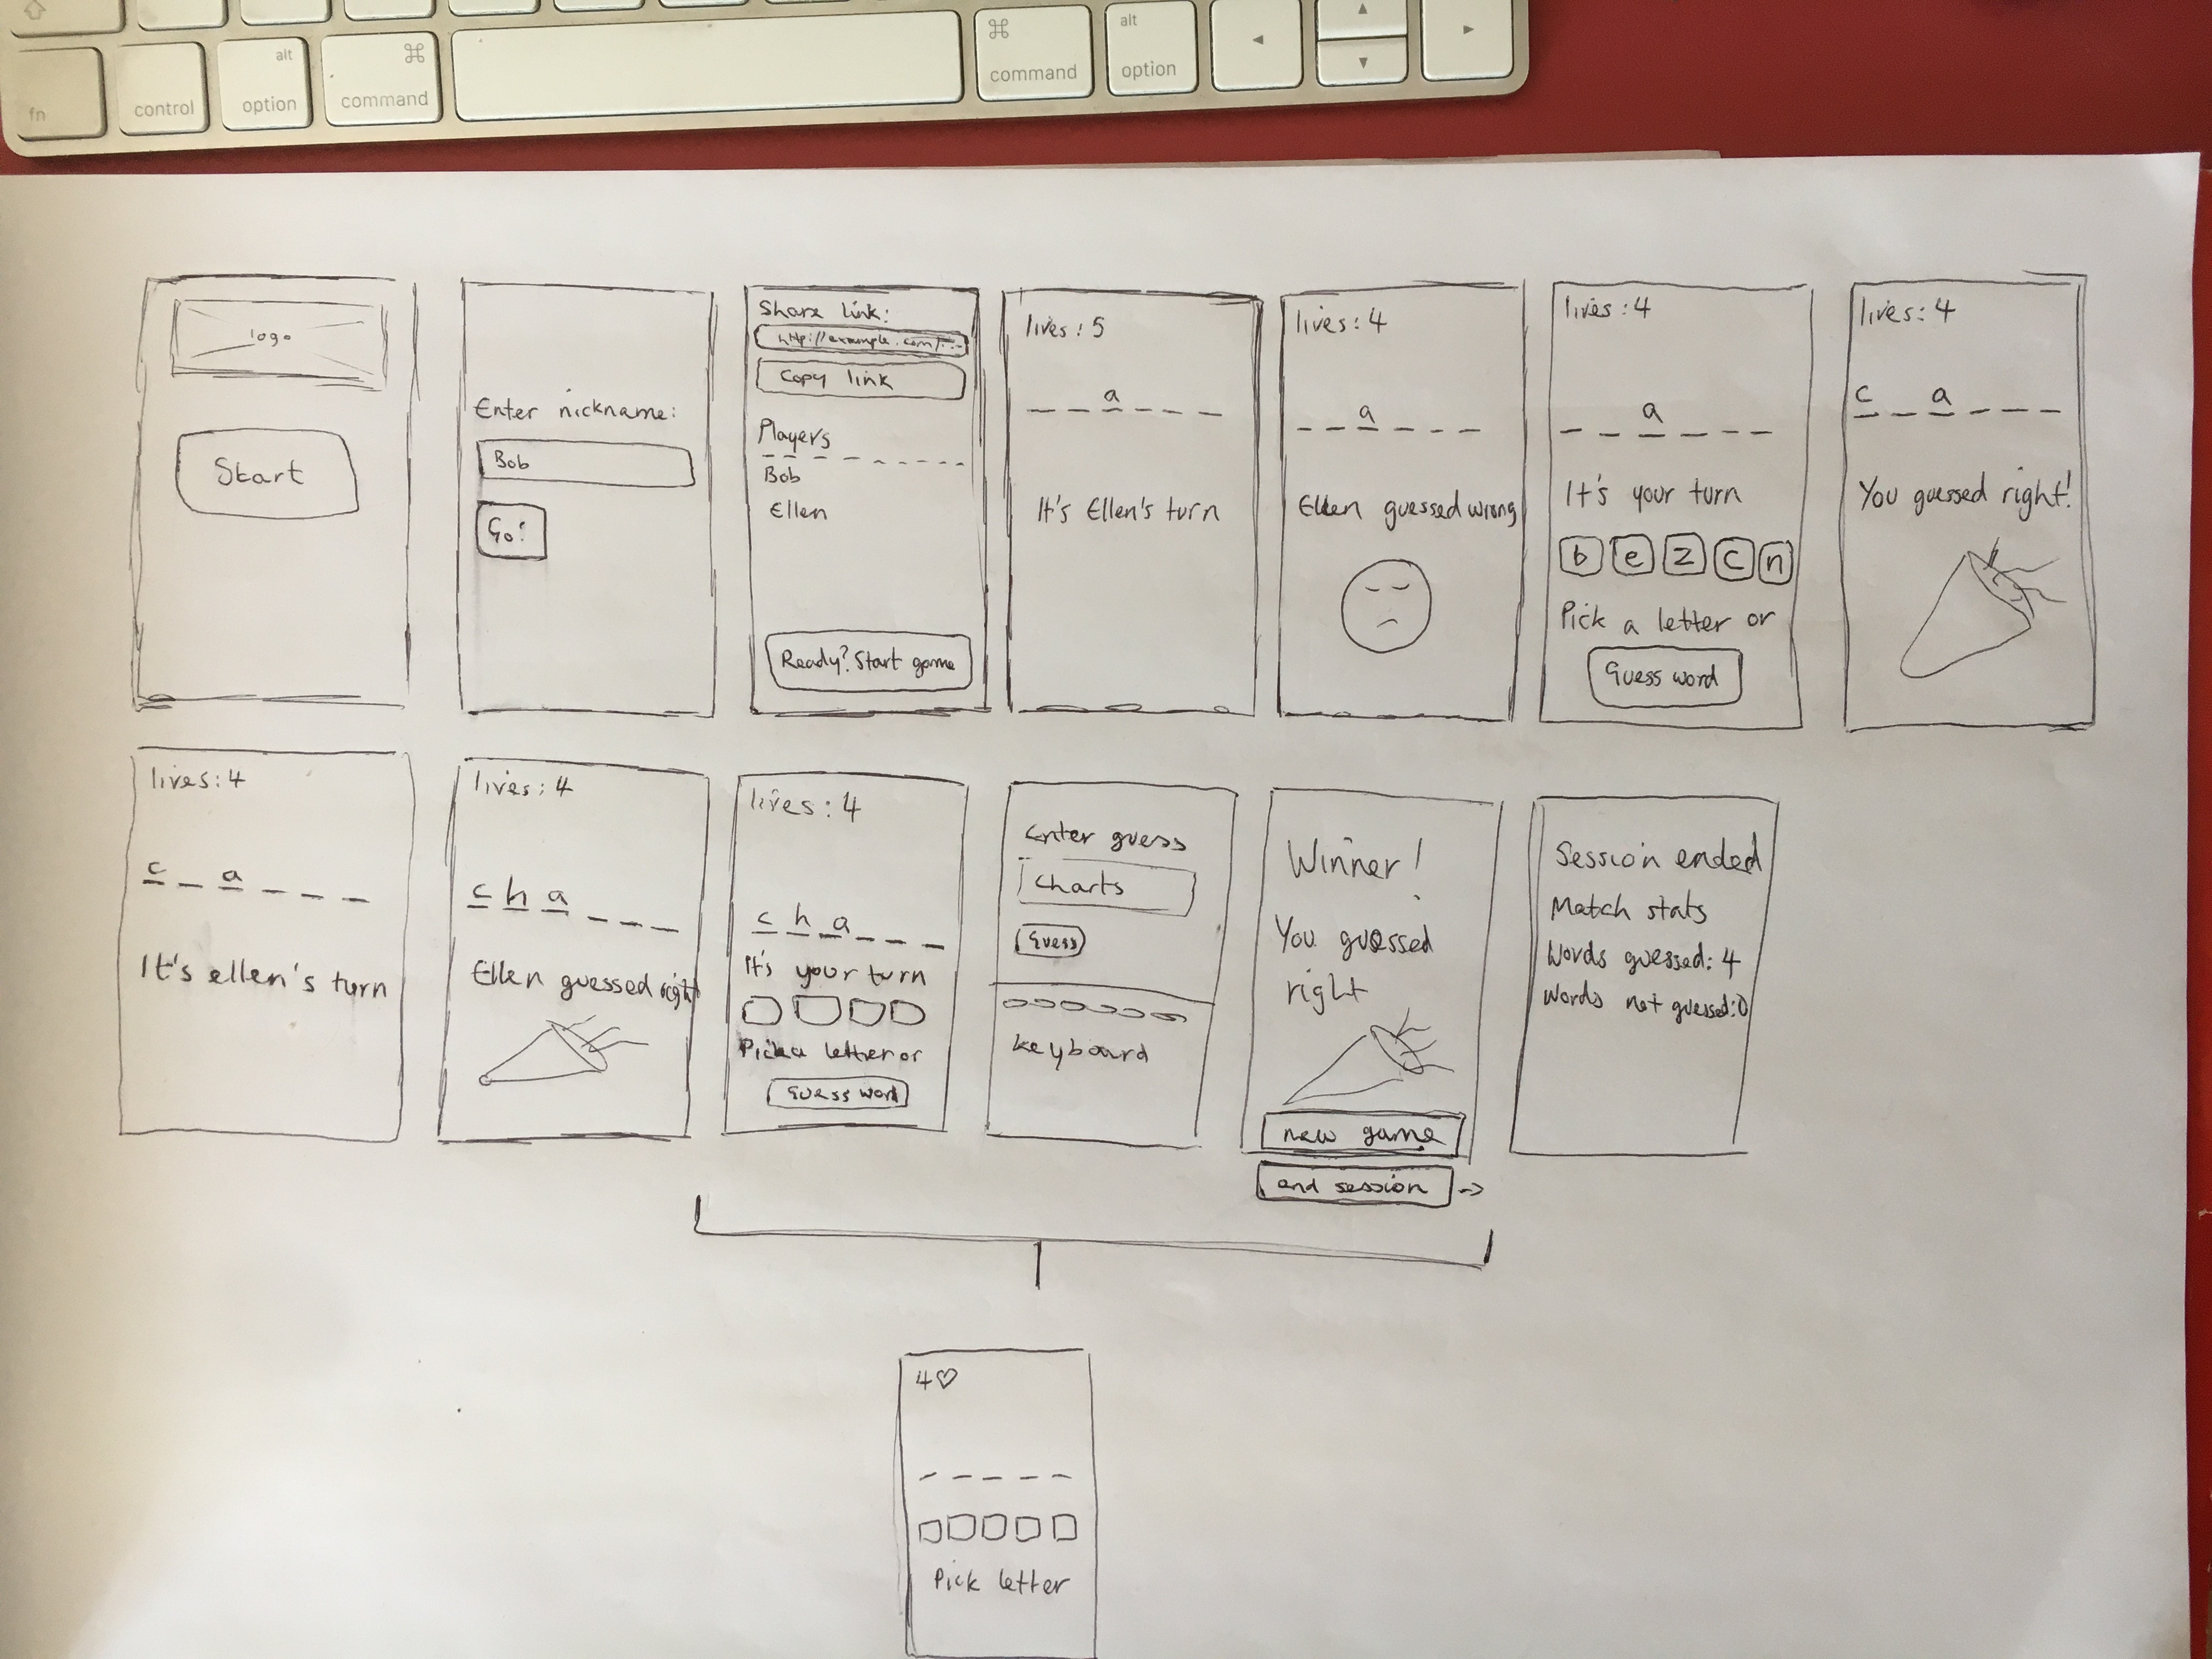 fn
control
alt
option
⌘
command
⌘
command
alt
option
logo
Start
Enter nickname:
Bob
Go!
Share link:
http://example.com/...
Copy link
Players
Bob
Ellen
Ready? Start game
lives: 5
a
It's Ellen's turn
lives: 4
a
Ellen guessed wrong
lives: 4
a
It's your turn
b e z c n
Pick a letter or
Guess word
lives: 4
c a
You guessed right!
lives: 4
c a
It's ellen's turn
lives: 4
c h a
Ellen guessed right
lives: 4
c h a
It's your turn
Pick a letter or
Guess word
Enter guess
Charts
Guess
keyboard
Winner!
You guessed
right
new game
end session ->
Session ended
Match stats
Words guessed: 4
Words not guessed: 0
4♡
Pick letter